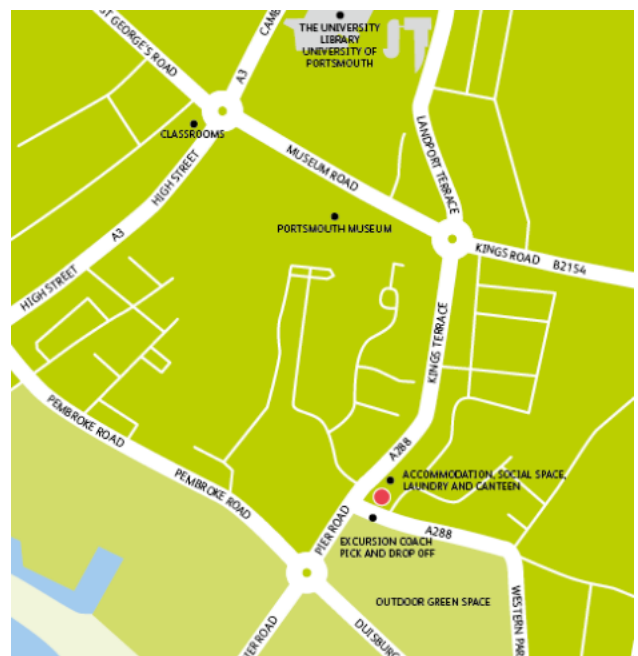 ST GEORGE'S ROAD
A3
CAMB
THE UNIVERSITY
LIBRARY
UNIVERSITY OF
PORTSMOUTH
CLASSROOMS
HIGH STREET
A3
HIGH STREET
MUSEUM ROAD
LANDPORT TERRACE
PORTSMOUTH MUSEUM
KINGS ROAD B2154
KINGS TERRACE
PEMBROKE ROAD
PEMBROKE ROAD
A288
ACCOMMODATION, SOCIAL SPACE,
LAUNDRY AND CANTEEN
PIER ROAD
A288
EXCURSION COACH
PICK AND DROP OFF
OUTDOOR GREEN SPACE
WESTERN PAR
IER ROAD
DUISBURG